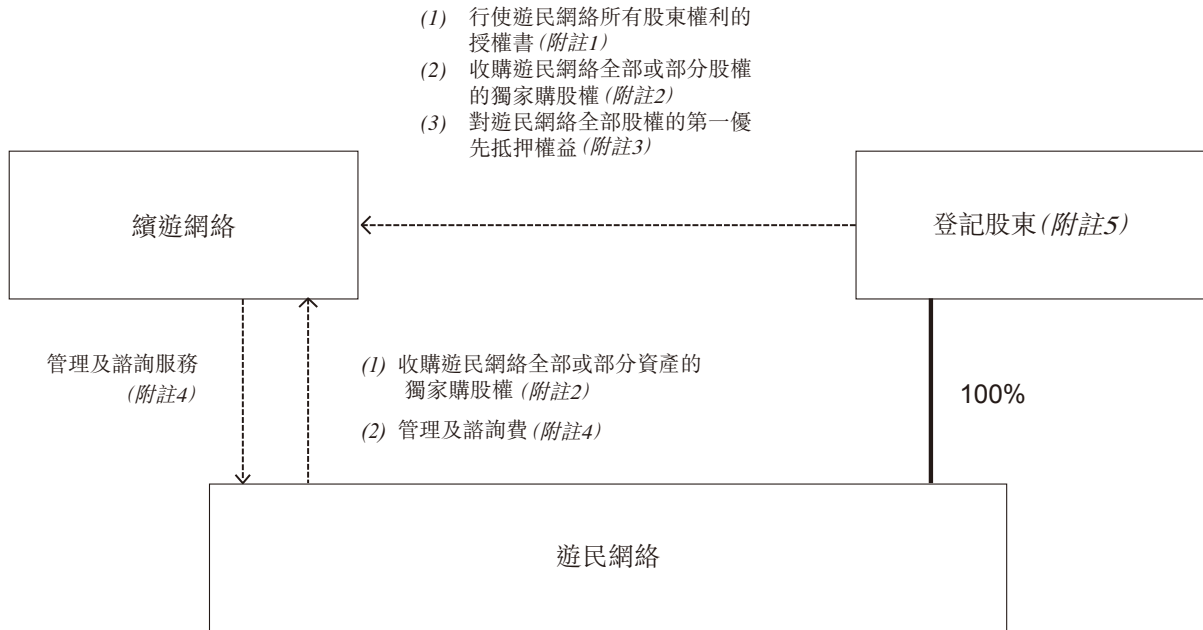 (1) 行使遊民網絡所有股東權利的
授權書(附註1)
(2) 收購遊民網絡全部或部分股權
的獨家購股權(附註2)
(3) 對遊民網絡全部股權的第一優
先抵押權益(附註3)
繽遊網絡
登記股東(附註5)
管理及諮詢服務
(附註4)
(1) 收購遊民網絡全部或部分資產的
獨家購股權(附註2)
(2) 管理及諮詢費(附註4)
100%
遊民網絡